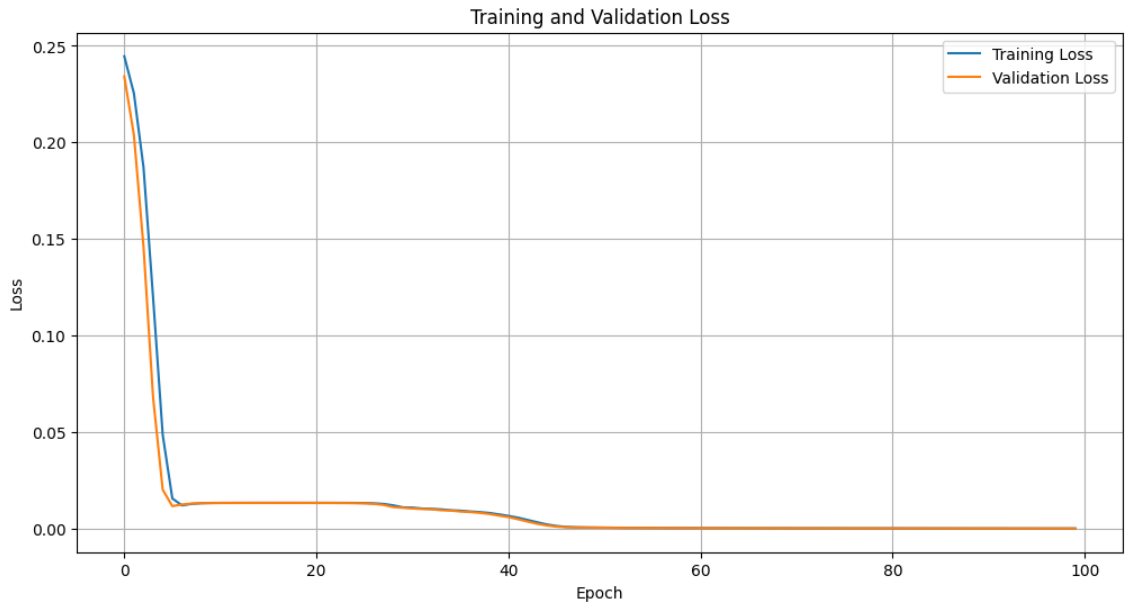 Training and Validation Loss
Training Loss
Validation Loss
0.25
0.20
0.15
0.10
0.05
0.00
Loss
0 20 40 60 80 100
Epoch